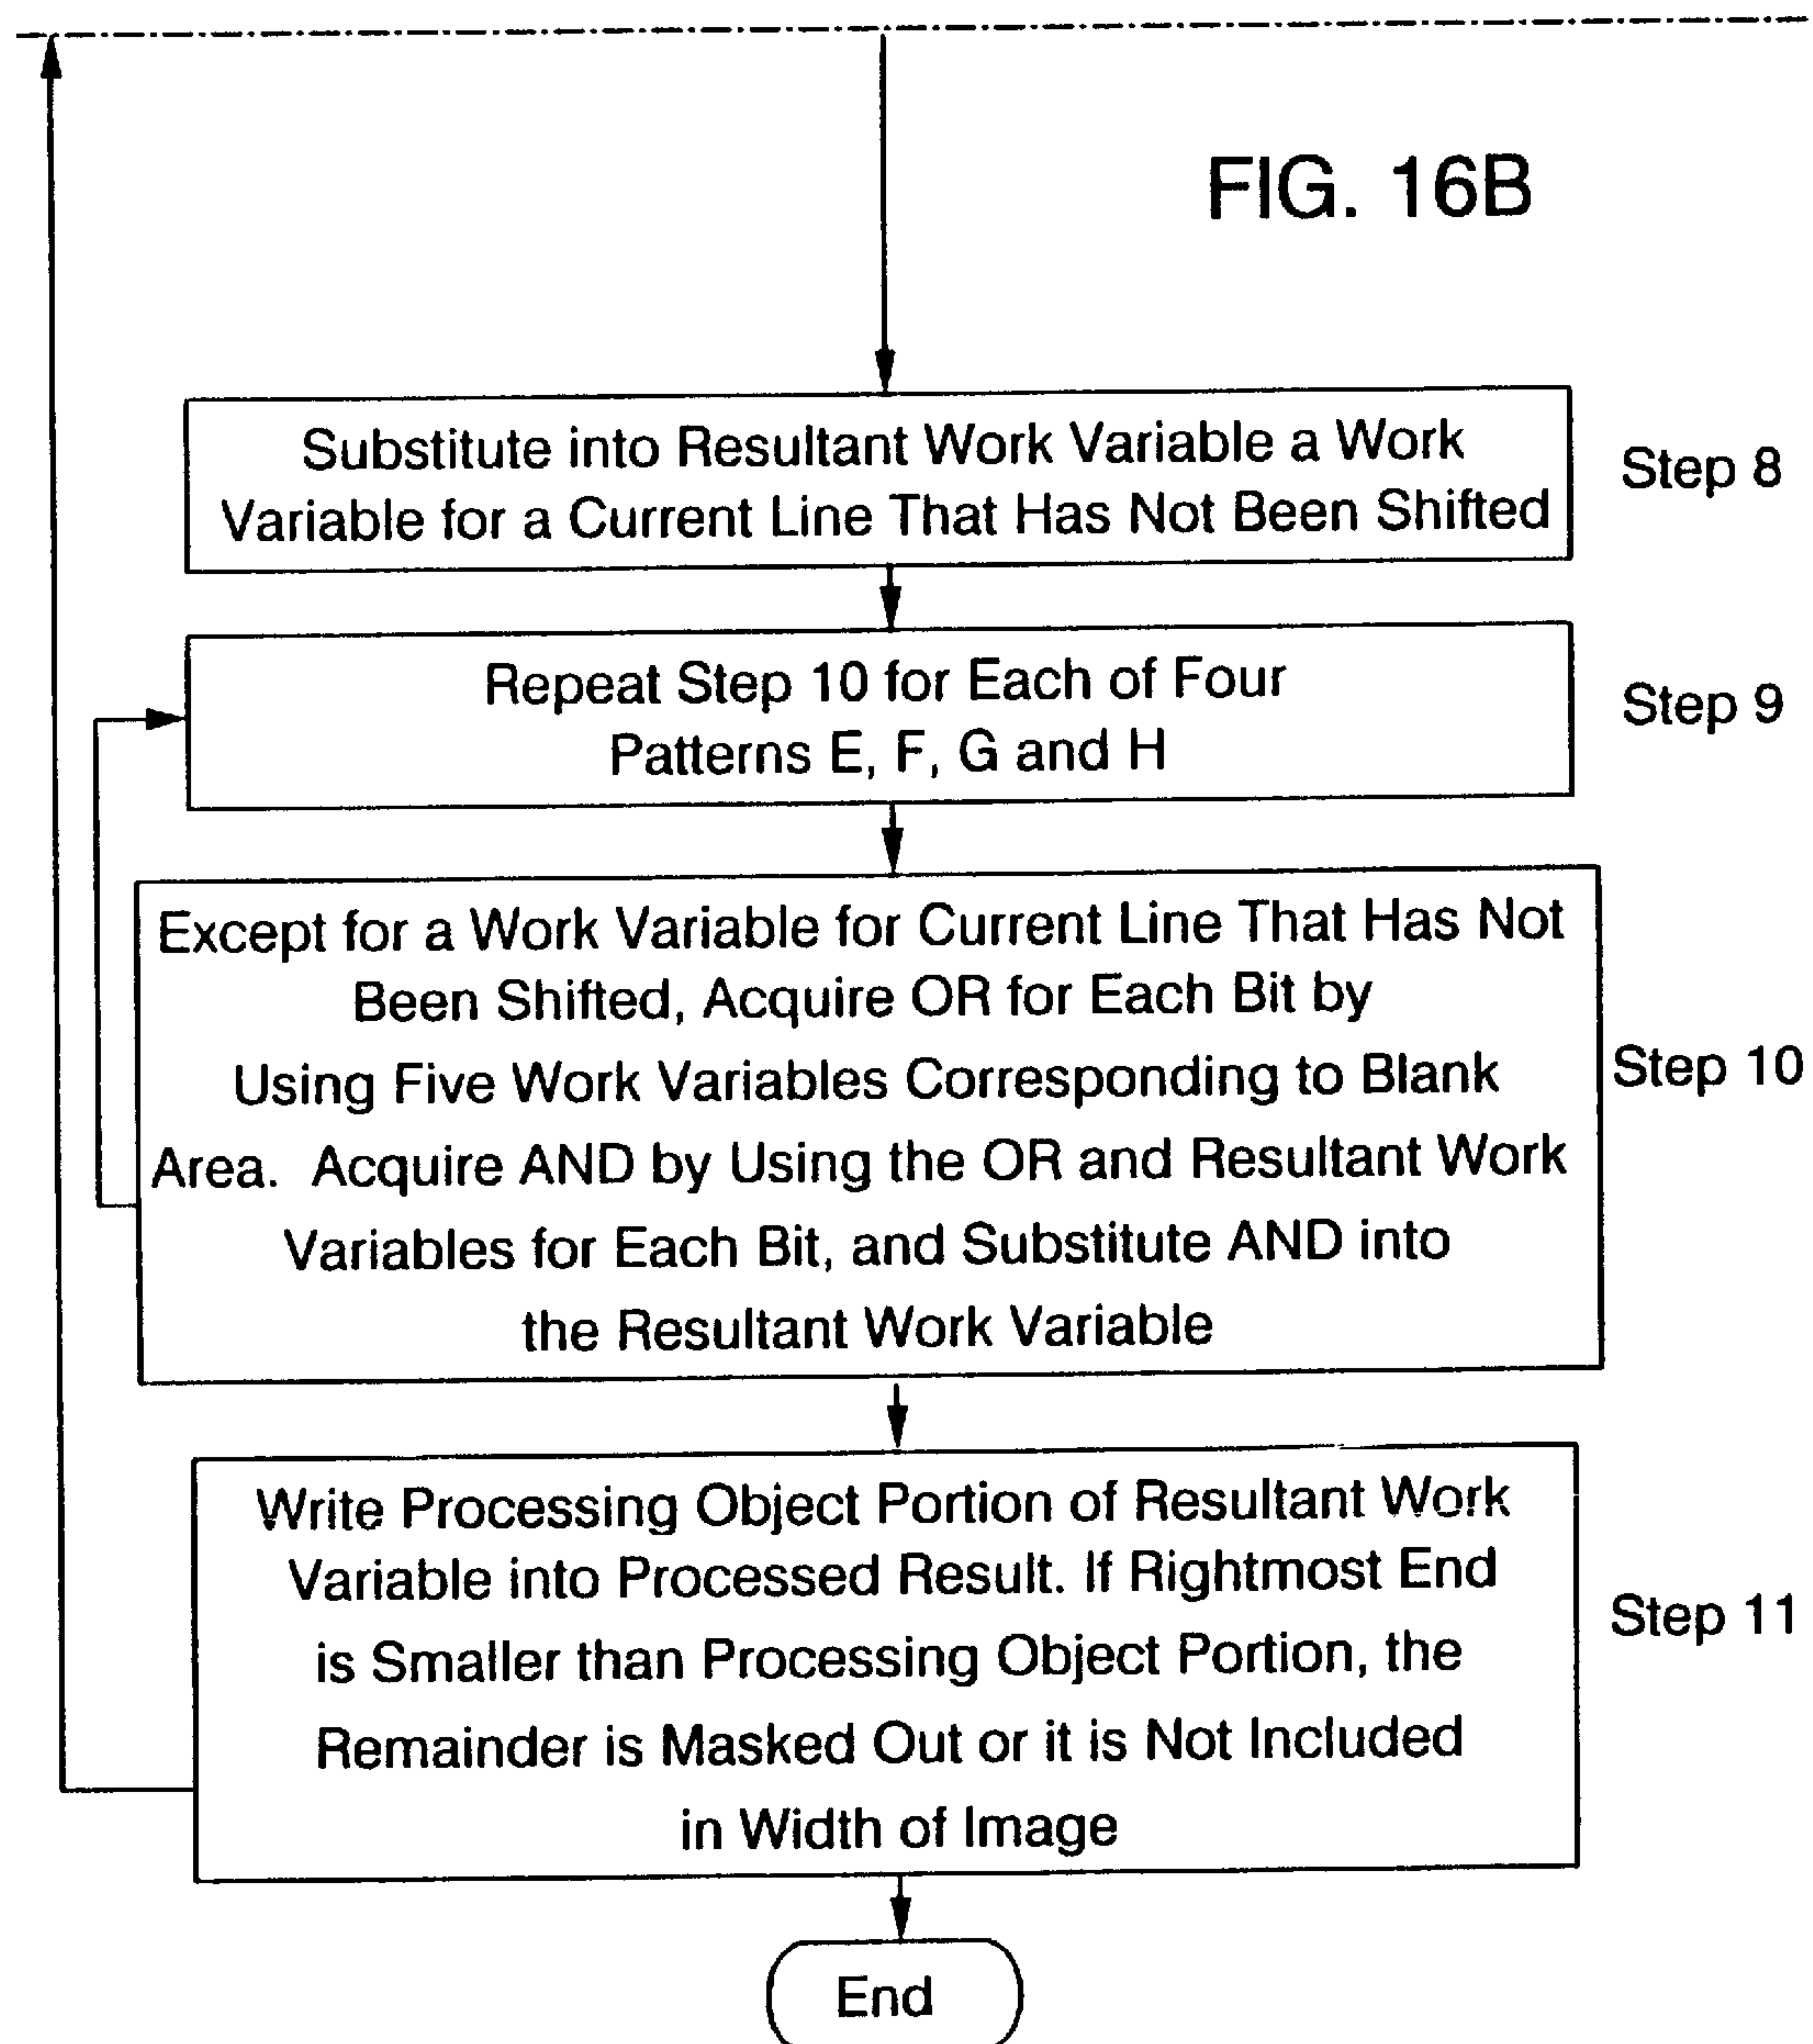 FIG. 16B
Substitute into Resultant Work Variable a Work
Variable for a Current Line That Has Not Been Shifted
Step 8
Repeat Step 10 for Each of Four
Patterns E, F, G and H
Step 9
Except for a Work Variable for Current Line That Has Not
Been Shifted, Acquire OR for Each Bit by
Using Five Work Variables Corresponding to Blank
Area. Acquire AND by Using the OR and Resultant Work
Variables for Each Bit, and Substitute AND into
the Resultant Work Variable
Step 10
Write Processing Object Portion of Resultant Work
Variable into Processed Result. If Rightmost End
is Smaller than Processing Object Portion, the
Remainder is Masked Out or it is Not Included
in Width of Image
Step 11
End